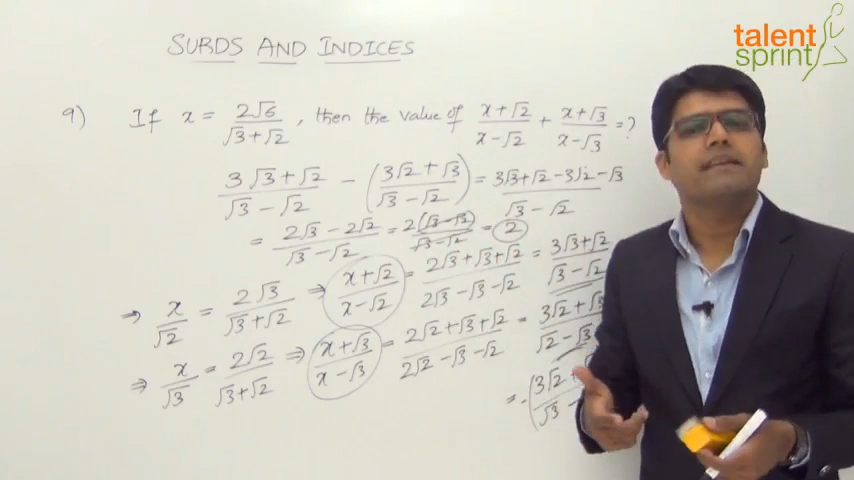 talent
sprint
SURDS AND INDICES
9) If x = 2√6/(√3+√2), then the value of (x+√2)/(x-√2) + (x+√3)/(x-√3) = ?
(3√3+√2)/(√3-√2) - ((3√2+√3)/(√3-√2)) = (3√3+√2-3√2-√3)/(√3-√2)
= (2√3-2√2)/(√3-√2) = 2(√3-√2)/(√3-√2) = 2
⇒ x/√2 = 2√3/(√3+√2) ⇒ (x+√2)/(x-√2) = (2√3+√3+√2)/(2√3-√3-√2) = (3√3+√2)/(√3-√2)
⇒ x/√3 = 2√2/(√3+√2) ⇒ (x+√3)/(x-√3) = (2√2+√3+√2)/(2√2-√3-√2) = (3√2+√3)/(√2-√3)
= -(3√2+ / √3-